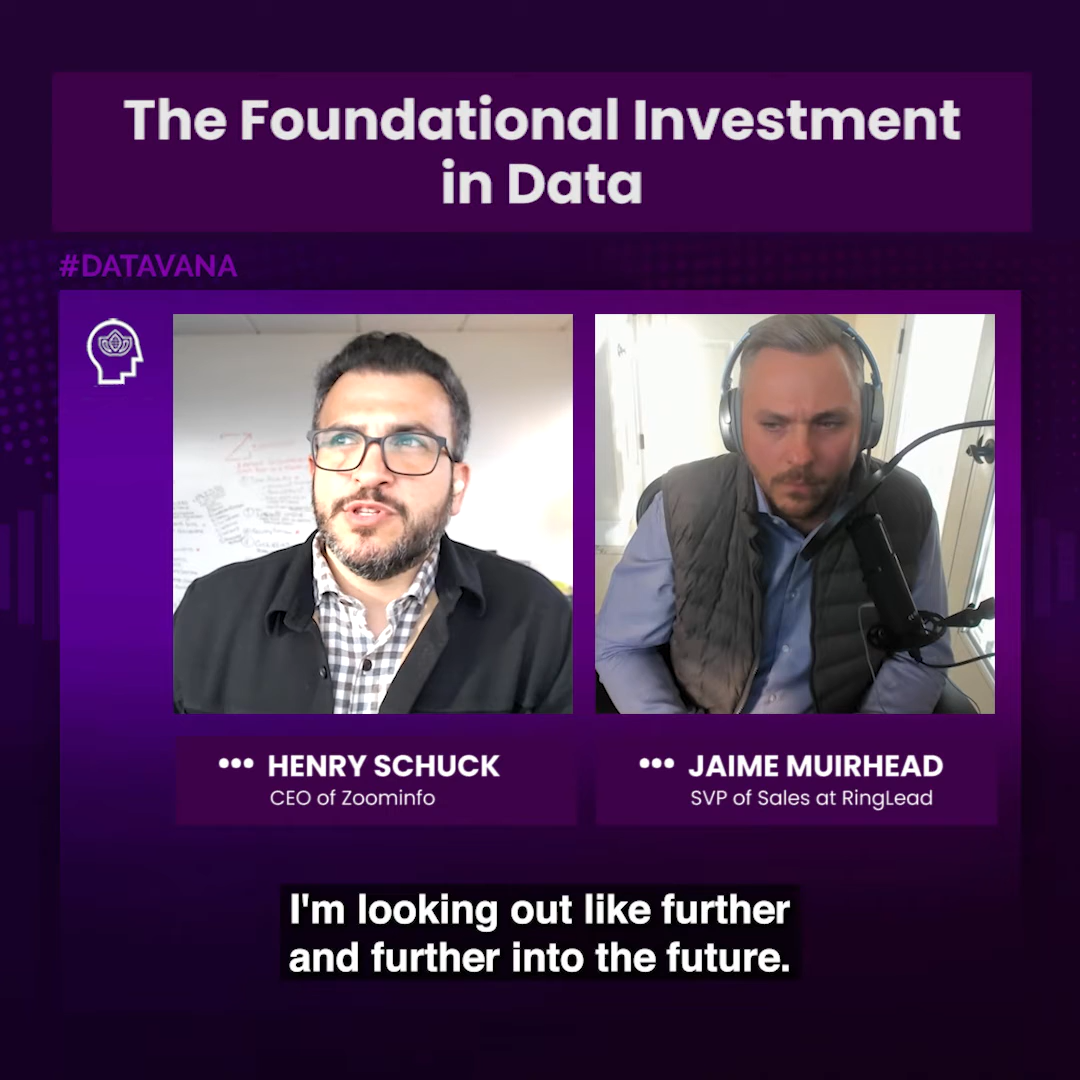 The Foundational Investment
in Data
#DATAVANA
••• HENRY SCHUCK
CEO of Zoominfo
••• JAIME MUIRHEAD
SVP of Sales at RingLead
I'm looking out like further
and further into the future.